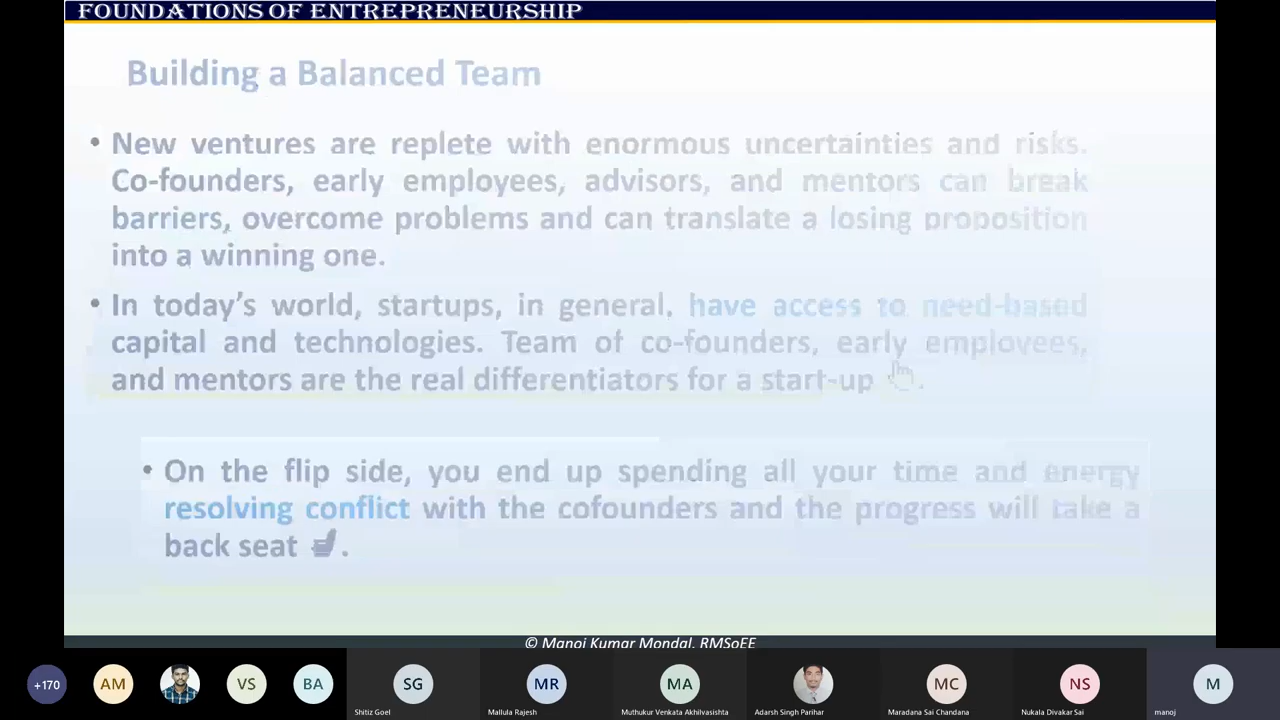 FOUNDATIONS OF ENTREPRENEURSHIP
Building a Balanced Team
• New ventures are replete with enormous uncertainties and risks.
Co-founders, early employees, advisors, and mentors can break
barriers, overcome problems and can translate a losing proposition
into a winning one.
• In today's world, startups, in general, have access to need-based
capital and technologies. Team of co-founders, early employees,
and mentors are the real differentiators for a start-up .
• On the flip side, you end up spending all your time and energy
resolving conflict with the cofounders and the progress will take a
back seat .
© Manoj Kumar Mondal, RMSoEE
+170
AM
VS
BA
SG
MR
MA
MC
NS
M
Shitiz Goel
Mallula Rajesh
Muthukur Venkata Akhilvasishta
Adarsh Singh Parihar
Maradana Sai Chandana
Nukala Divakar Sai
manoj